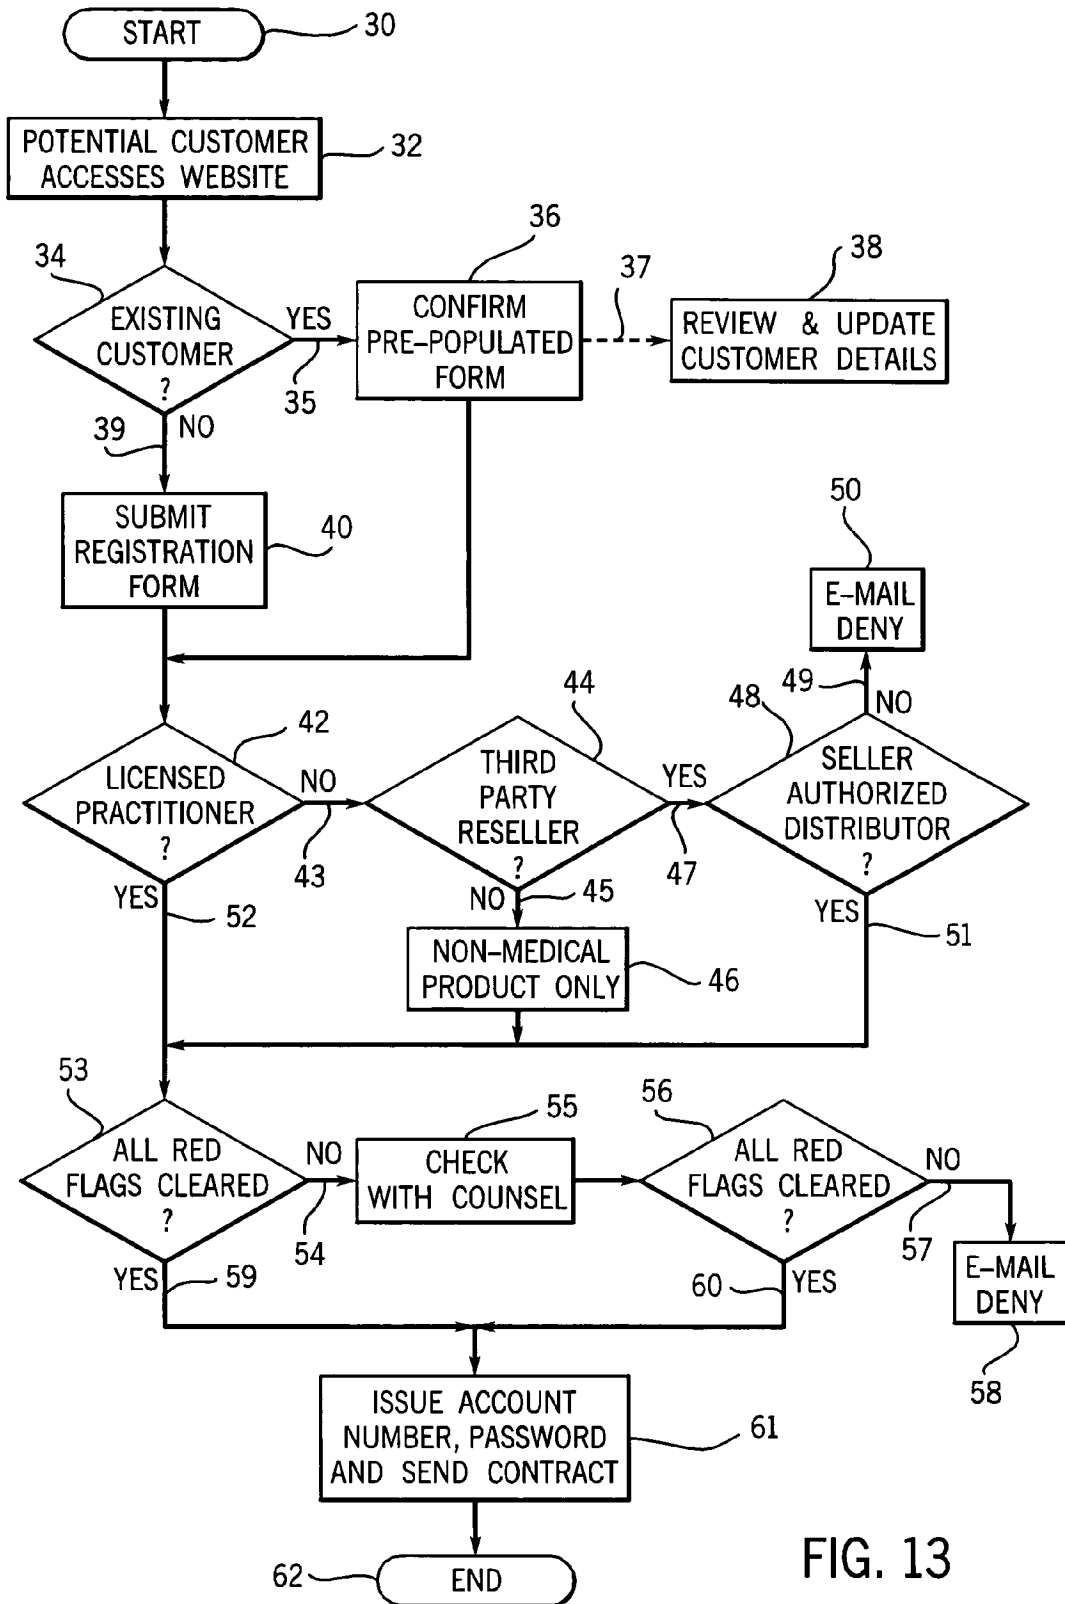 START
30
POTENTIAL CUSTOMER
ACCESSES WEBSITE
32
34
EXISTING
CUSTOMER
?
YES
35
36
CONFIRM
PRE-POPULATED
FORM
37
38
REVIEW & UPDATE
CUSTOMER DETAILS
39
NO
SUBMIT
REGISTRATION
FORM
40
50
E-MAIL
DENY
49
NO
42
LICENSED
PRACTITIONER
?
NO
43
44
THIRD
PARTY
RESELLER
?
YES
47
48
SELLER
AUTHORIZED
DISTRIBUTOR
?
YES
52
NO
45
NON-MEDICAL
PRODUCT ONLY
46
YES
51
53
ALL RED
FLAGS CLEARED
?
NO
54
55
CHECK
WITH COUNSEL
56
ALL RED
FLAGS CLEARED
?
NO
57
E-MAIL
DENY
58
YES
59
60
YES
ISSUE ACCOUNT
NUMBER, PASSWORD
AND SEND CONTRACT
61
62
END
FIG. 13